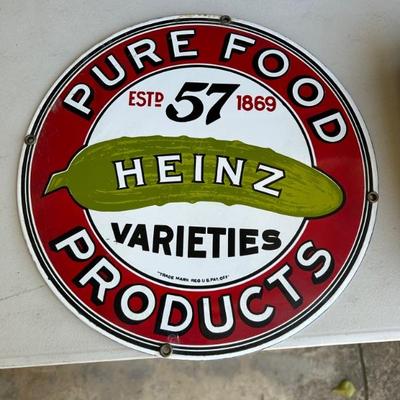 PURE FOOD
ESTD 57 1869
HEINZ
VARIETIES
"TRADE MARK REG U.S. PAT. OFF."
PRODUCTS